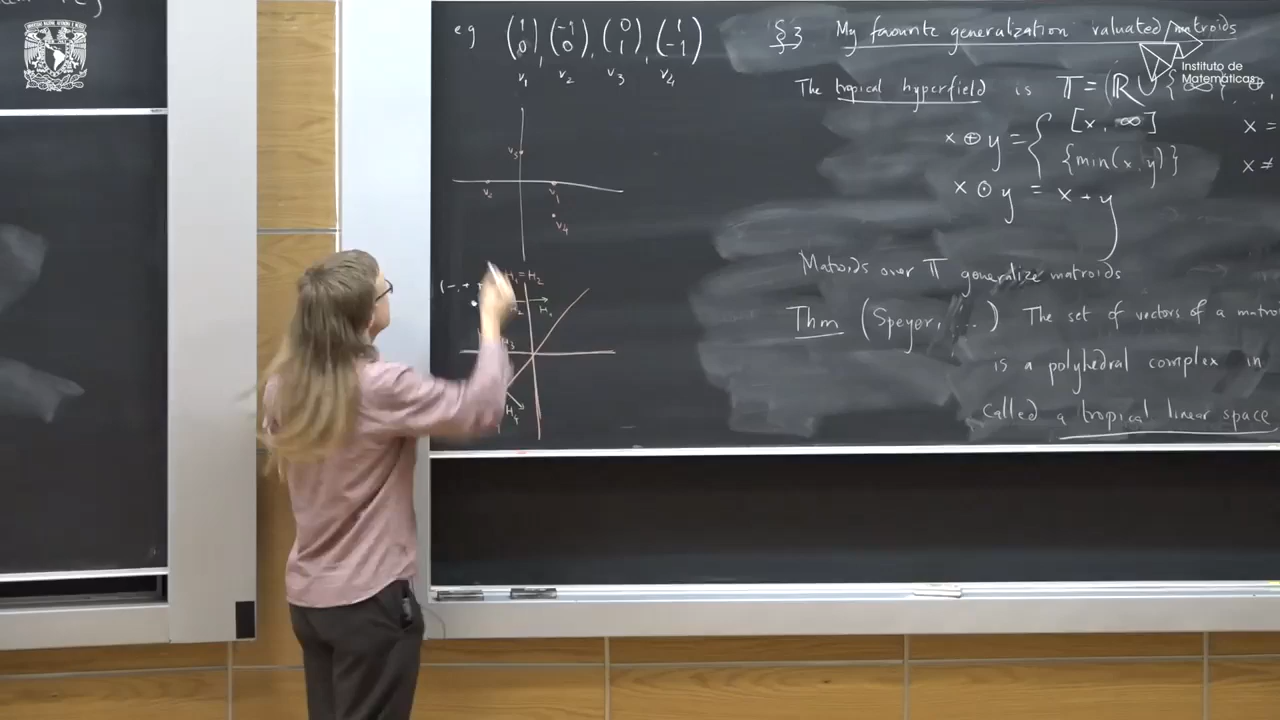 e g (1 0), (-1 0), (0 1), (1 -1)
v₁ v₂ v₃ v₄
v₃
v₂ v₁
v₄
H₁ = H₂
(-, +
H₂ H₁
H₃
H₄
§3 My favourite generalization valuated matroids
The tropical hyperfield is 𝕋 = (ℝ ∪ {∞}, ⊕,
x ⊕ y = { [x, ∞] x =
{min(x, y)} x ≠
x ⊙ y = x + y
Matroids over 𝕋 generalize matroids
Thm (Speyer, ...) The set of vectors of a matro
is a polyhedral complex in
called a tropical linear space
Instituto de
Matemáticas